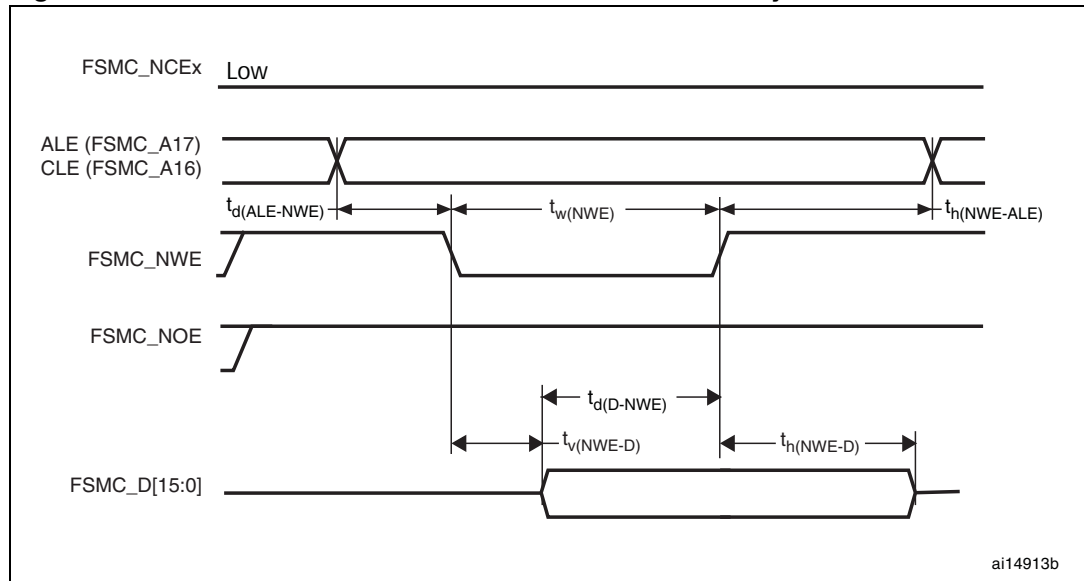 FSMC_NCEx Low
ALE (FSMC_A17)
CLE (FSMC_A16)
td(ALE-NWE) tw(NWE) th(NWE-ALE)
FSMC_NWE
FSMC_NOE
td(D-NWE)
tv(NWE-D) th(NWE-D)
FSMC_D[15:0]
ai14913b